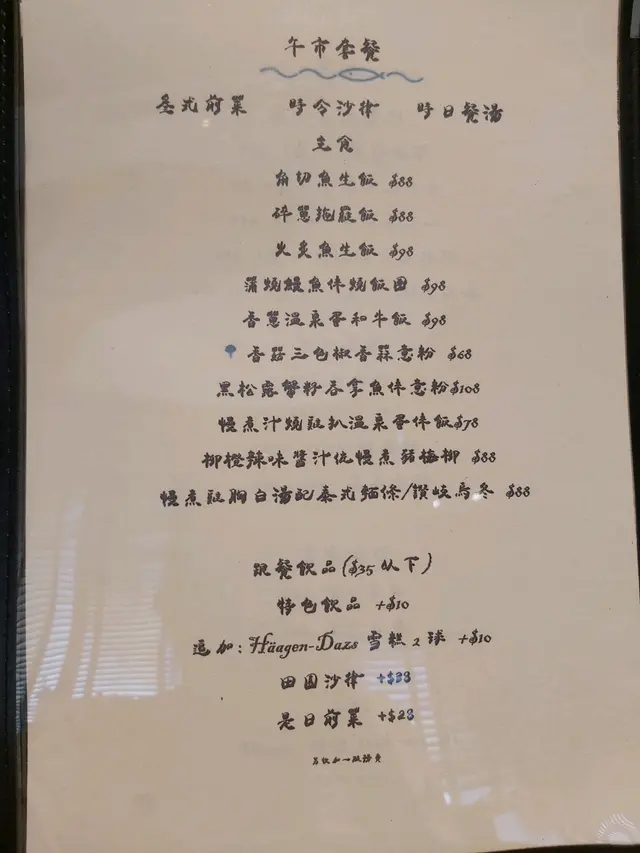 午市套餐
式前菜 時令沙律 時日餐湯
主食
角切魚生飯 $88
碎蔥拖羅飯 $88
火炙魚生飯 $98
蒲燒鰻魚伴燒飯團 $98
香蔥溫泉蛋和牛飯 $98
香菇三色椒香蒜意粉 $68
黑松露蟹籽吞拿魚伴意粉$108
慢煮汁燒雞扒溫泉蛋伴飯$78
柳橙辣味醬汁慢煮豬梅柳 $88
慢煮雞胸白湯配泰式麵條/讚岐烏冬 $88
跟餐飲品($35以下)
特色飲品 +$10
追加: Häagen-Dazs 雪糕 2 球 +$10
田園沙律 +$28
是日前菜 +$28
加一服務費